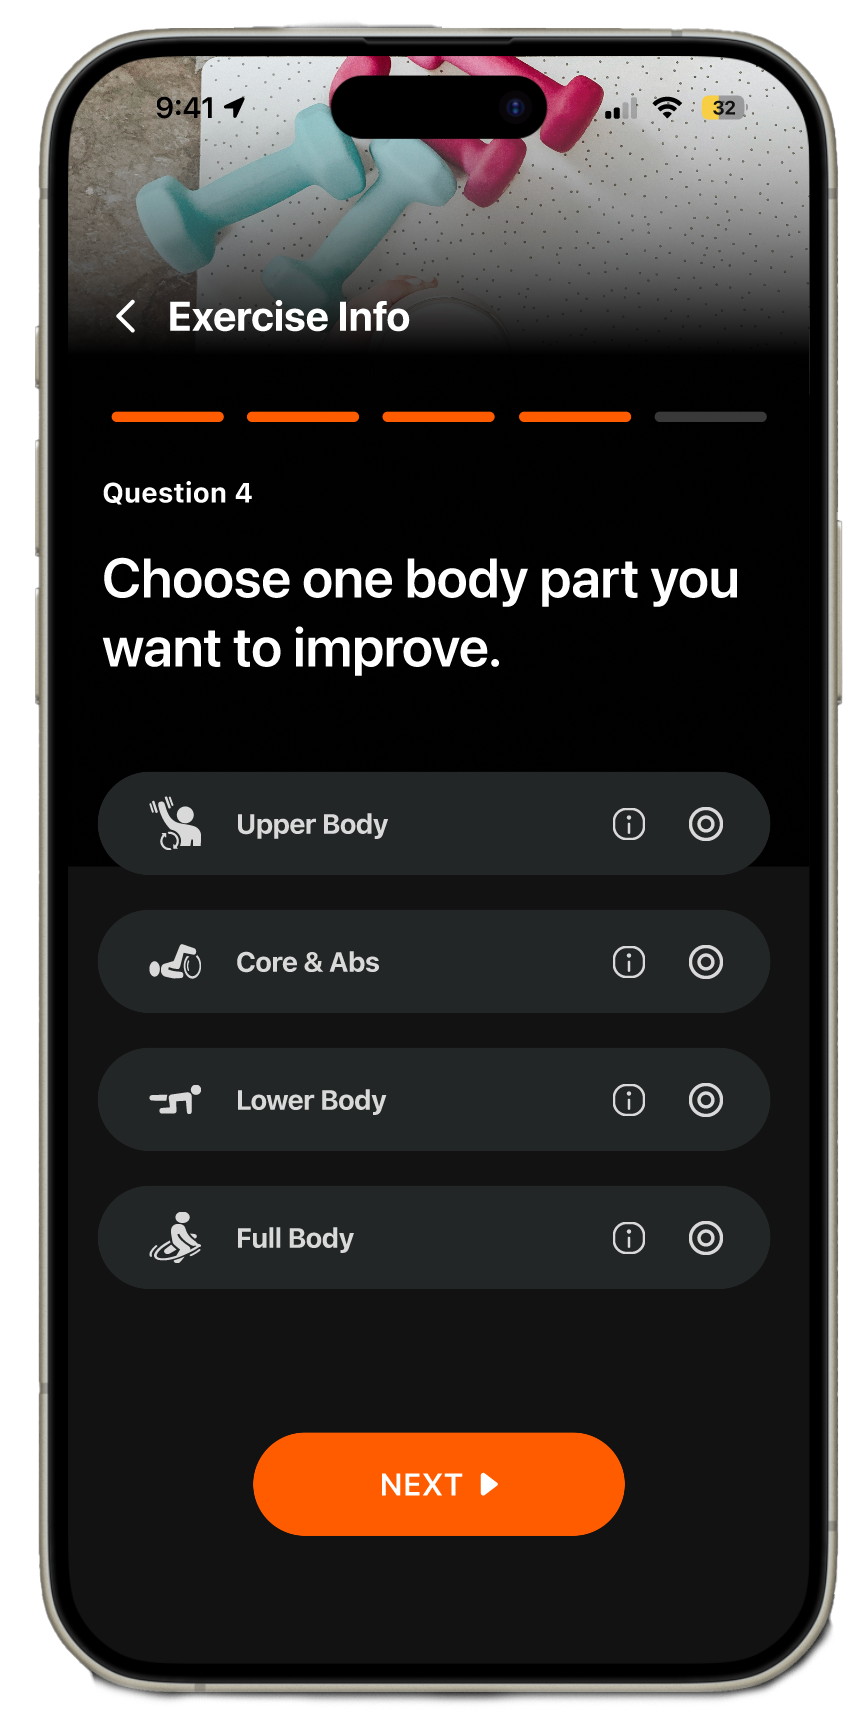 9:41
32
Exercise Info
Question 4
Choose one body part you
want to improve.
Upper Body
Core & Abs
Lower Body
Full Body
NEXT